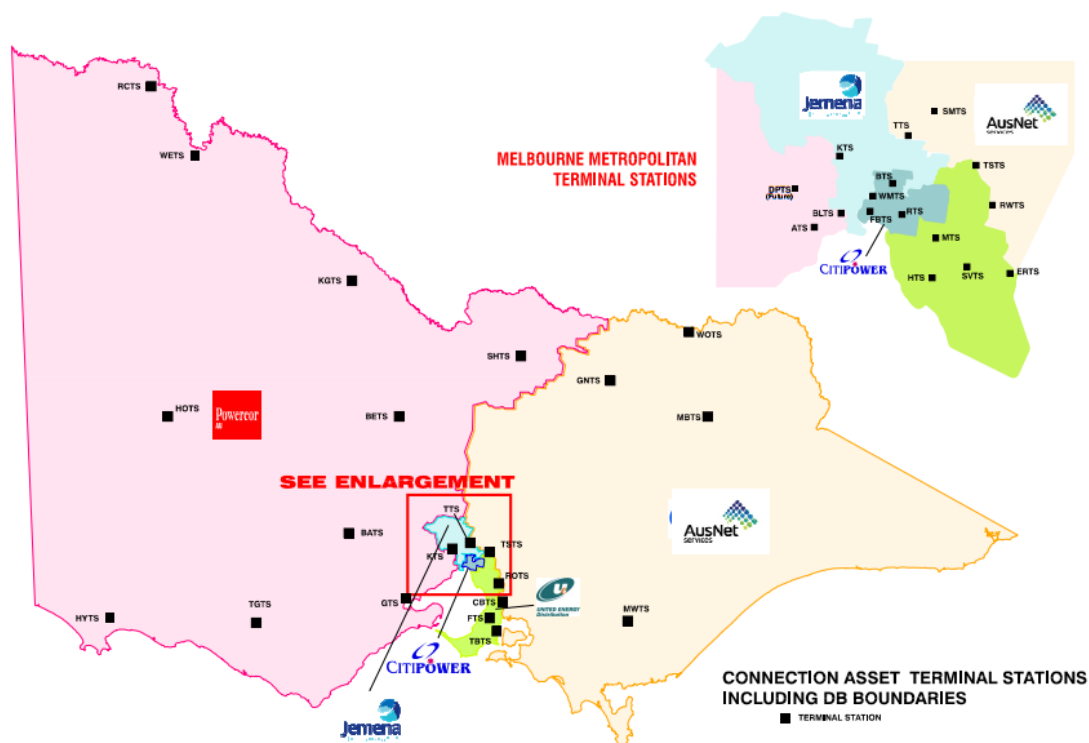 RCTS
WETS
KGTS
SHTS
HOTS
Powercor
BETS
WOTS
GNTS
MBTS
SEE ENLARGEMENT
TTS
BATS
KTS
TSTS
ROTS
GTS
CBTS
FTS
TBTS
HYTS
TGTS
MWTS
AusNet
services
UNITED ENERGY
Distribution
CITIPOWER
Jemena
MELBOURNE METROPOLITAN
TERMINAL STATIONS
Jemena
AusNet
services
SMTS
TTS
KTS
TSTS
BTS
DPTS
(Future)
WMTS
RWTS
BLTS
FBTS
RTS
ATS
MTS
CITIPOWER
HTS
SVTS
ERTS
CONNECTION ASSET TERMINAL STATIONS
INCLUDING DB BOUNDARIES
TERMINAL STATION